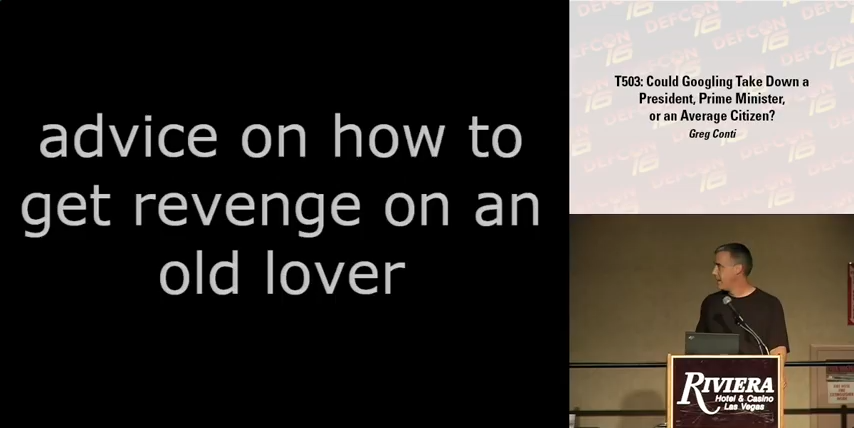 advice on how to
get revenge on an
old lover
DEFCON
16
T503: Could Googling Take Down a
President, Prime Minister,
or an Average Citizen?
Greg Conti
RIVIERA
Hotel & Casino
Las Vegas